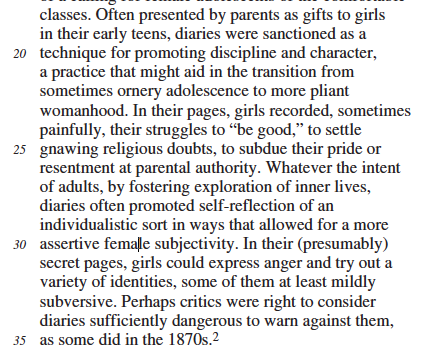 classes. Often presented by parents as gifts to girls
in their early teens, diaries were sanctioned as a
20 technique for promoting discipline and character,
a practice that might aid in the transition from
sometimes ornery adolescence to more pliant
womanhood. In their pages, girls recorded, sometimes
painfully, their struggles to “be good,” to settle
25 gnawing religious doubts, to subdue their pride or
resentment at parental authority. Whatever the intent
of adults, by fostering exploration of inner lives,
diaries often promoted self-reflection of an
individualistic sort in ways that allowed for a more
30 assertive female subjectivity. In their (presumably)
secret pages, girls could express anger and try out a
variety of identities, some of them at least mildly
subversive. Perhaps critics were right to consider
diaries sufficiently dangerous to warn against them,
35 as some did in the 1870s.2